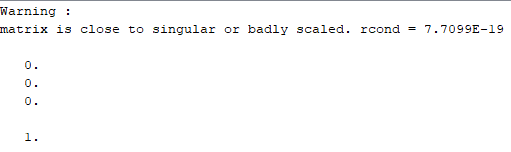 Warning :
matrix is close to singular or badly scaled. rcond = 7.7099E-19
0.
0.
0.
1.